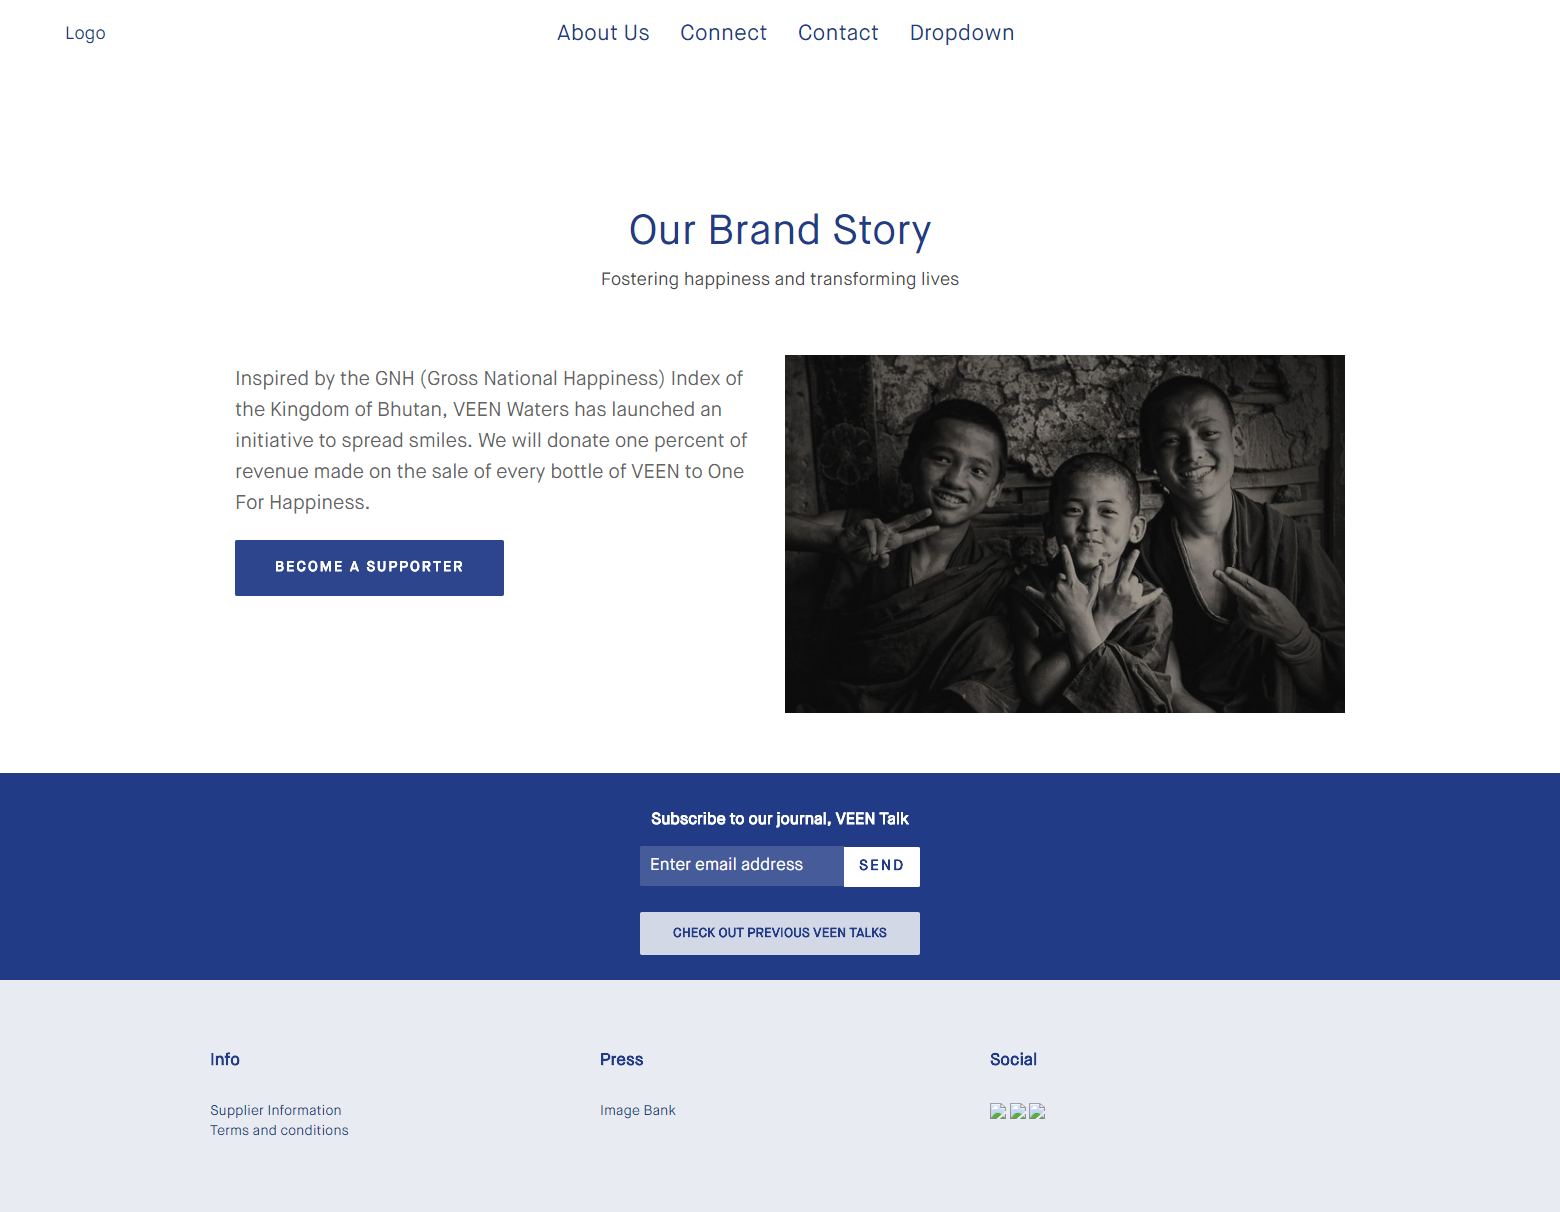 Logo
About Us Connect Contact Dropdown
Our Brand Story
Fostering happiness and transforming lives
Inspired by the GNH (Gross National Happiness) Index of
the Kingdom of Bhutan, VEEN Waters has launched an
initiative to spread smiles. We will donate one percent of
revenue made on the sale of every bottle of VEEN to One
For Happiness.
BECOME A SUPPORTER
Subscribe to our journal, VEEN Talk
Enter email address SEND
CHECK OUT PREVIOUS VEEN TALKS
Info
Supplier Information
Terms and conditions
Press
Image Bank
Social